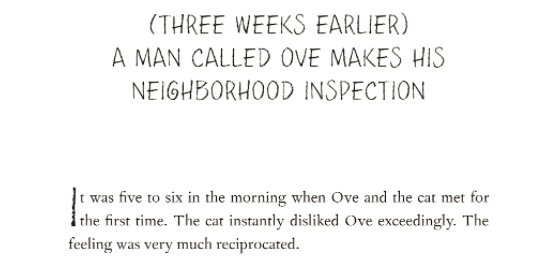 (THREE WEEKS EARLIER)
A MAN CALLED OVE MAKES HIS
NEIGHBORHOOD INSPECTION
It was five to six in the morning when Ove and the cat met for
the first time. The cat instantly disliked Ove exceedingly. The
feeling was very much reciprocated.